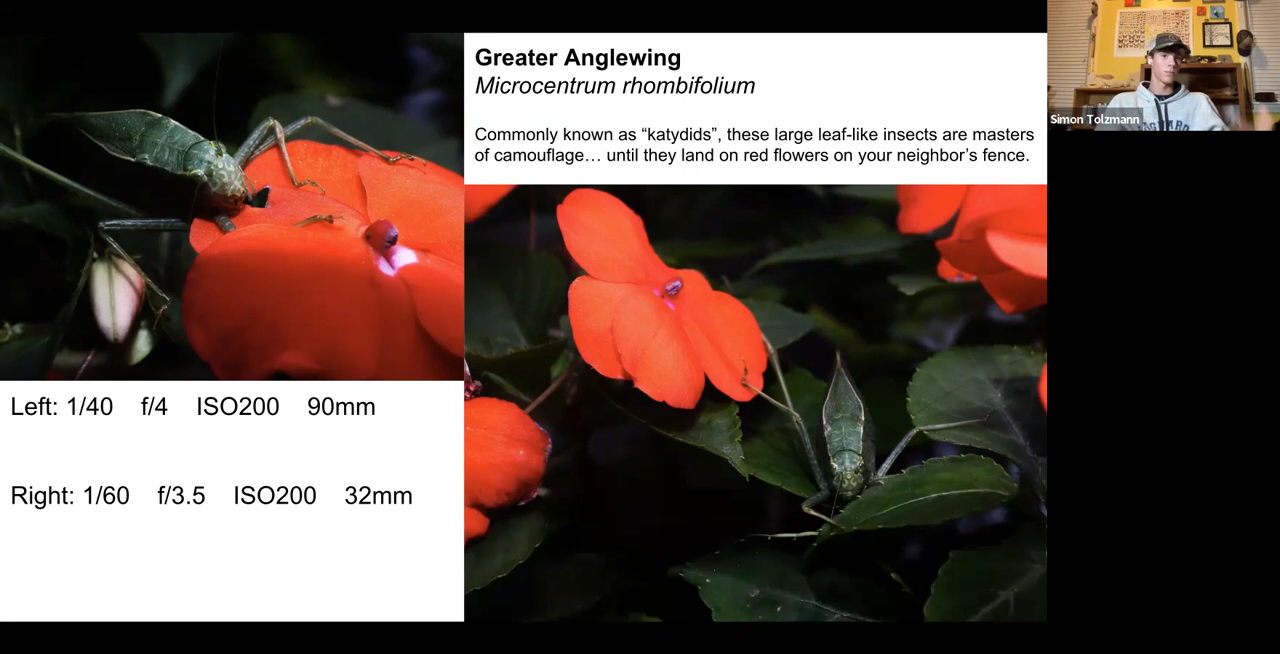 Greater Anglewing
Microcentrum rhombifolium
Commonly known as “katydids”, these large leaf-like insects are masters
of camouflage… until they land on red flowers on your neighbor’s fence.
Left: 1/40 f/4 ISO200 90mm
Right: 1/60 f/3.5 ISO200 32mm
Simon Tolzmann